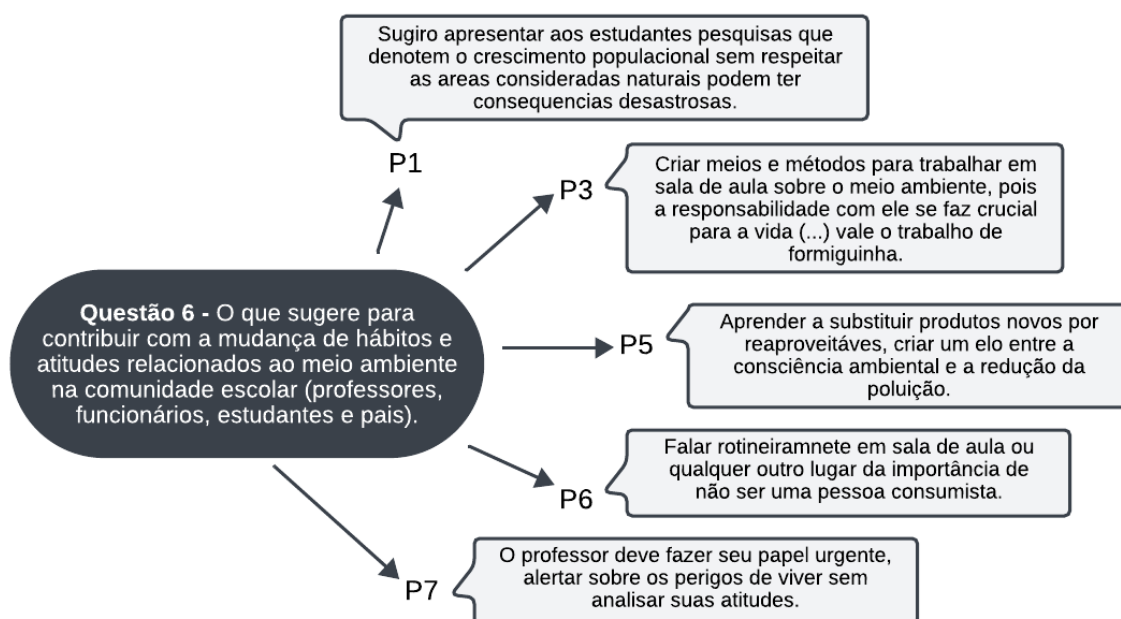 Sugiro apresentar aos estudantes pesquisas que
denotem o crescimento populacional sem respeitar
as areas consideradas naturais podem ter
consequencias desastrosas.
P1
P3
Criar meios e métodos para trabalhar em
sala de aula sobre o meio ambiente, pois
a responsabilidade com ele se faz crucial
para a vida (...) vale o trabalho de
formiguinha.
Questão 6 - O que sugere para
contribuir com a mudança de hábitos e
atitudes relacionados ao meio ambiente
na comunidade escolar (professores,
funcionários, estudantes e pais).
P5
Aprender a substituir produtos novos por
reaproveitáves, criar um elo entre a
consciência ambiental e a redução da
poluição.
P6
Falar rotineiramnete em sala de aula ou
qualquer outro lugar da importância de
não ser uma pessoa consumista.
P7
O professor deve fazer seu papel urgente,
alertar sobre os perigos de viver sem
analisar suas atitudes.